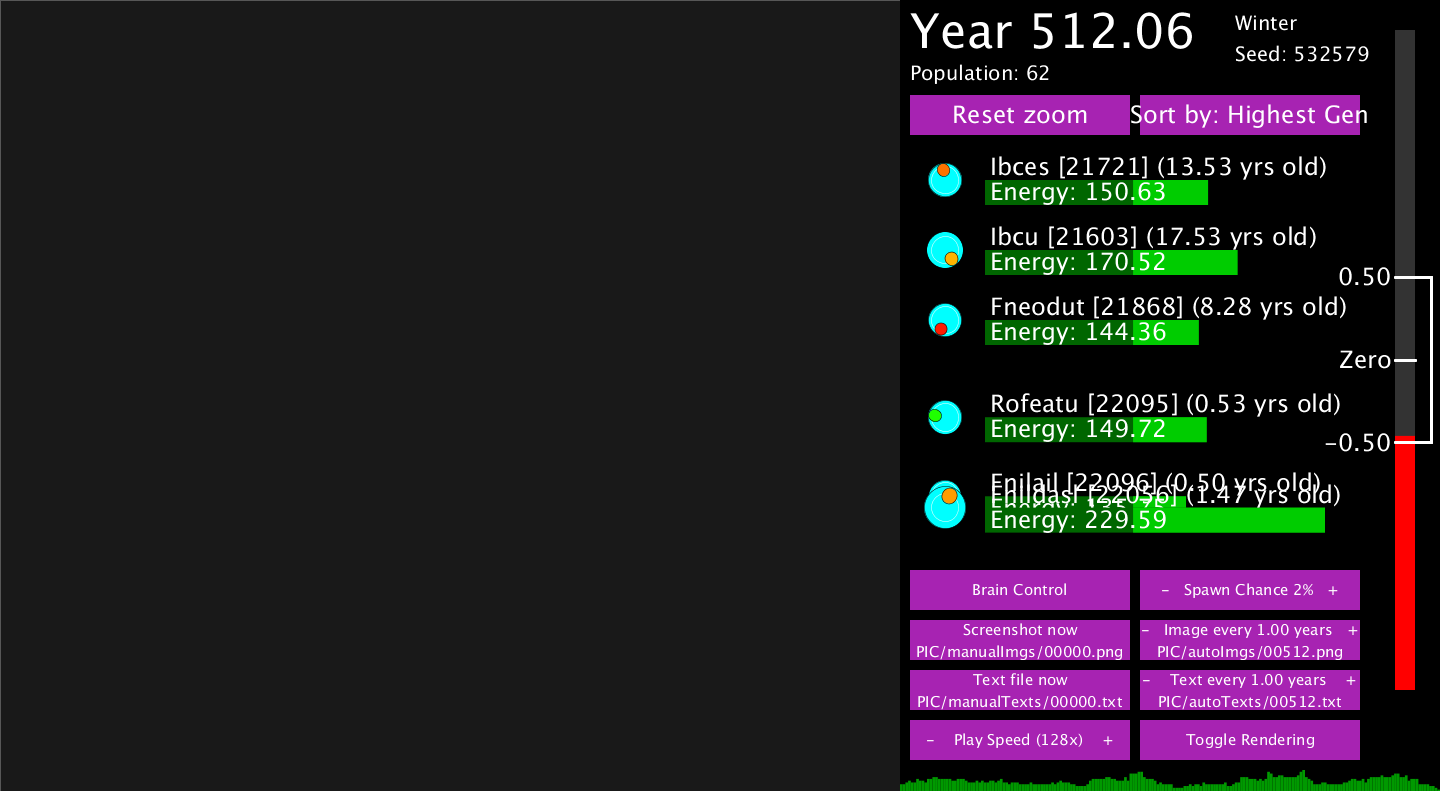 Year 512.06
Winter
Seed: 532579
Population: 62
Reset zoom
Sort by: Highest Gen
Ibces [21721] (13.53 yrs old)
Energy: 150.63
Ibcu [21603] (17.53 yrs old)
Energy: 170.52
0.50
Fneodut [21868] (8.28 yrs old)
Energy: 144.36
Zero
Rofeatu [22095] (0.53 yrs old)
Energy: 149.72
-0.50
Enilail [22096] (0.50 yrs old)
[22056] (1.47 yrs old)
Energy: 229.59
Brain Control
- Spawn Chance 2% +
Screenshot now
PIC/manualImgs/00000.png
- Image every 1.00 years +
PIC/autoImgs/00512.png
Text file now
PIC/manualTexts/00000.txt
- Text every 1.00 years +
PIC/autoTexts/00512.txt
- Play Speed (128x) +
Toggle Rendering